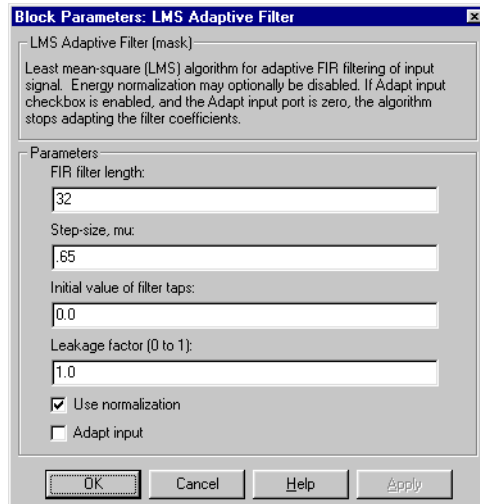 Block Parameters: LMS Adaptive Filter
LMS Adaptive Filter (mask)
Least mean-square (LMS) algorithm for adaptive FIR filtering of input
signal.  Energy normalization may optionally be disabled. If Adapt input
checkbox is enabled, and the Adapt input port is zero, the algorithm
stops adapting the filter coefficients.
Parameters
FIR filter length:
32
Step-size, mu:
.65
Initial value of filter taps:
0.0
Leakage factor (0 to 1):
1.0
Use normalization
Adapt input
OK Cancel Help Apply